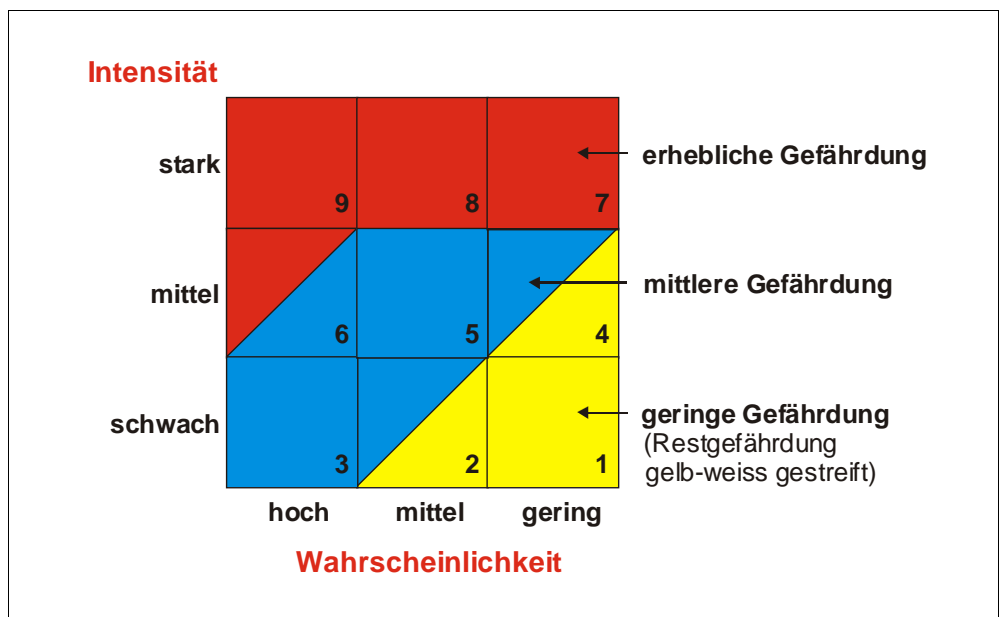 Intensität
stark
9
8
7
erhebliche Gefährdung
mittel
6
5
4
mittlere Gefährdung
schwach
3
2
1
geringe Gefährdung
(Restgefährdung
gelb-weiss gestreift)
hoch
mittel
gering
Wahrscheinlichkeit